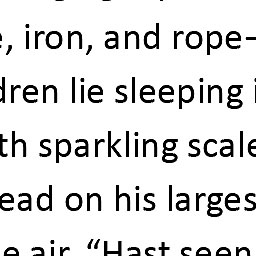 , iron, and rope-
dren lie sleeping i
th sparkling scale
ead on his larges
e air. “Hast seen